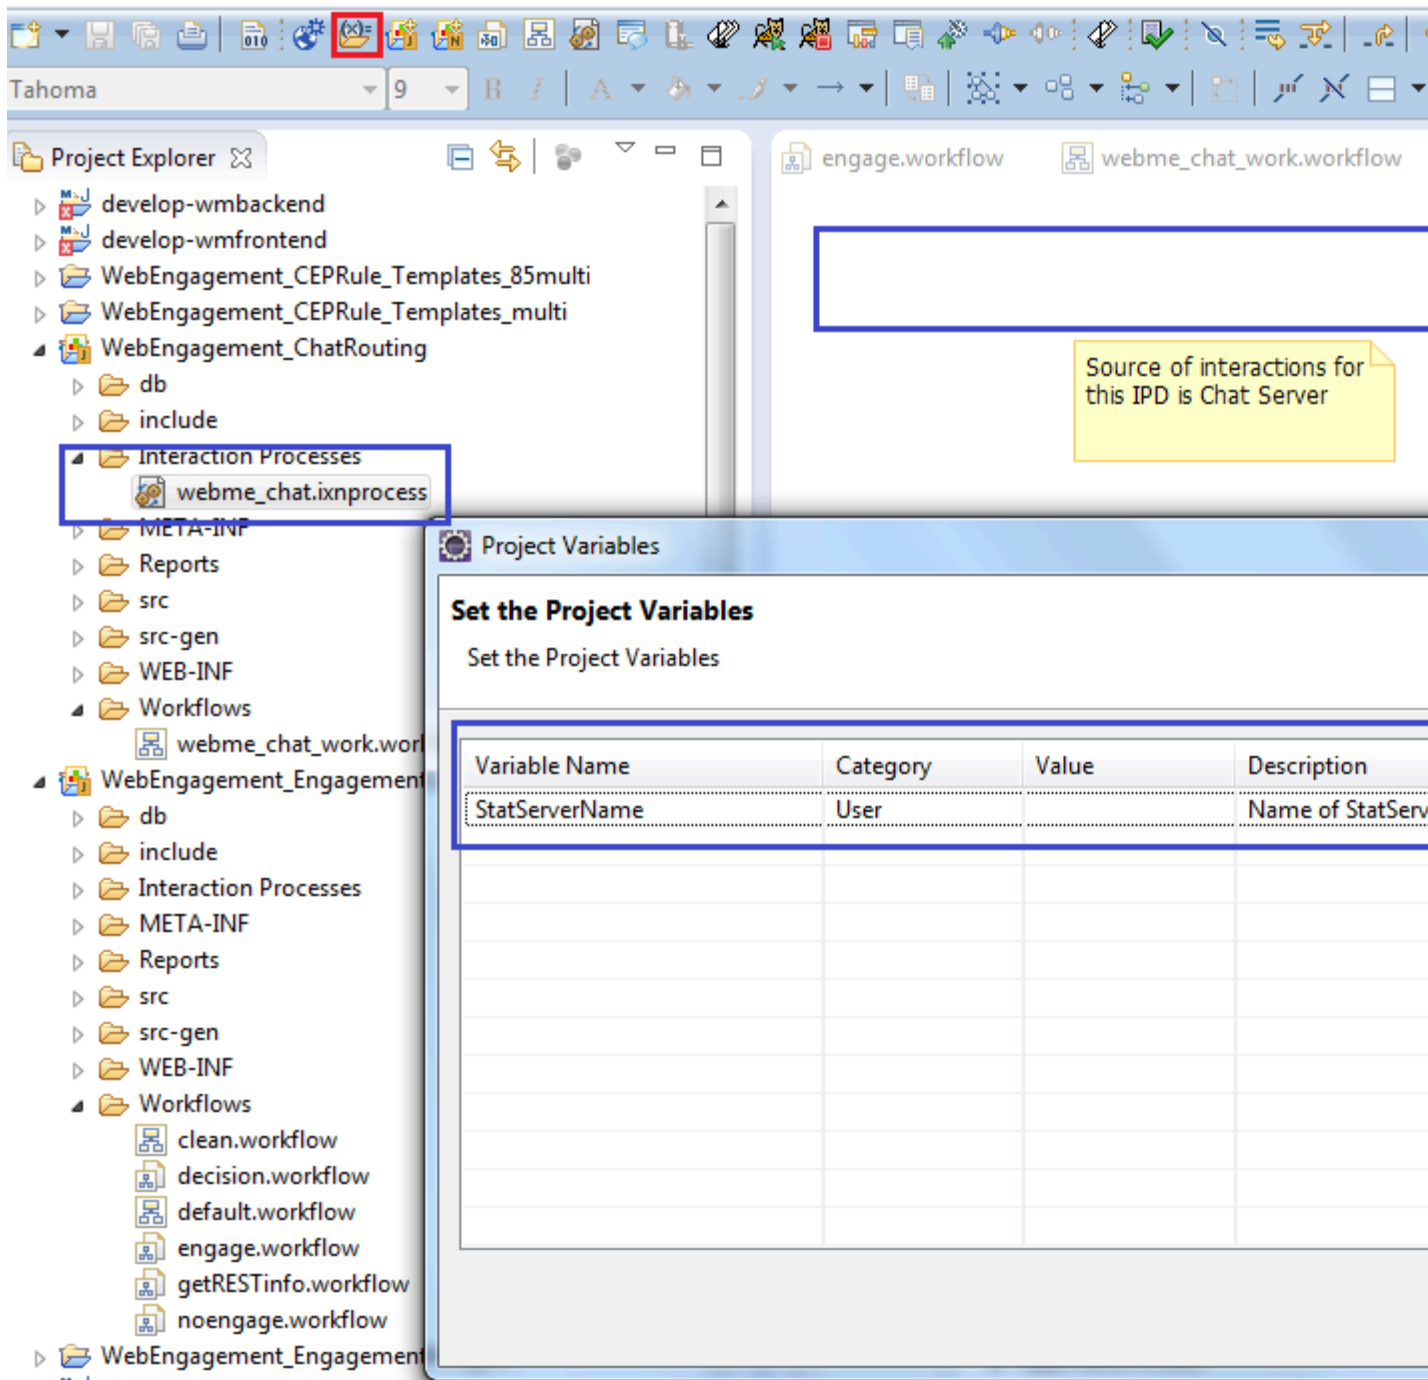 Tahoma
9
Project Explorer
engage.workflow
webme_chat_work.workflow
develop-wmbackend
develop-wmfrontend
WebEngagement_CEPRule_Templates_85multi
WebEngagement_CEPRule_Templates_multi
WebEngagement_ChatRouting
db
include
Interaction Processes
webme_chat.ixnprocess
META-INF
Reports
src
src-gen
WEB-INF
Workflows
webme_chat_work.worl
WebEngagement_Engagement
db
include
Interaction Processes
META-INF
Reports
src
src-gen
WEB-INF
Workflows
clean.workflow
decision.workflow
default.workflow
engage.workflow
getRESTinfo.workflow
noengage.workflow
WebEngagement_Engagement
Source of interactions for
this IPD is Chat Server
Project Variables
Set the Project Variables
Set the Project Variables
Variable Name Category Value Description
StatServerName User Name of StatServ